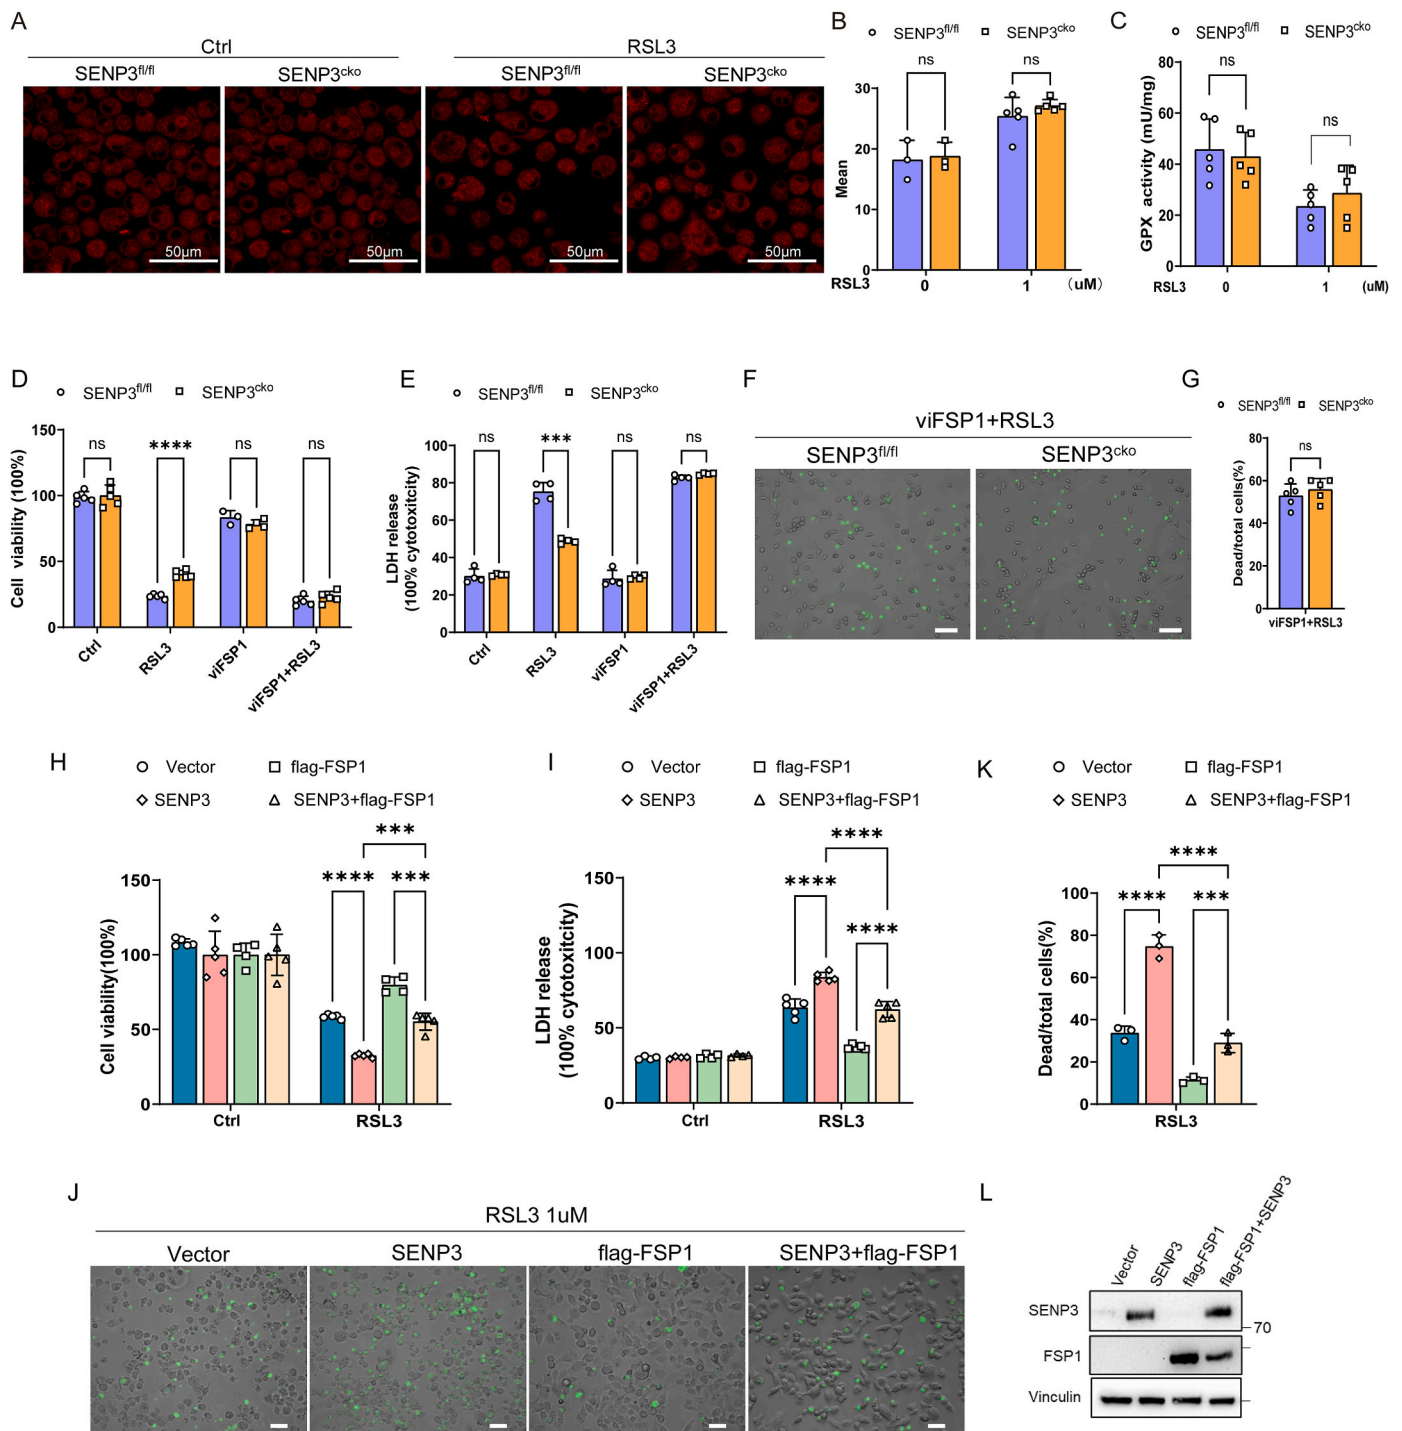 A
Ctrl
RSL3
SENP3fl/fl
SENP3cko
SENP3fl/fl
SENP3cko
50μm
50μm
50μm
50μm
B
SENP3fl/fl
SENP3cko
ns
ns
Mean
30
20
10
0
RSL3
0
1
(uM)
C
SENP3fl/fl
SENP3cko
ns
ns
GPX activity (mU/mg)
80
60
40
20
0
RSL3
0
1
(uM)
D
SENP3fl/fl
SENP3cko
Cell viability (100%)
150
100
50
0
ns
****
ns
ns
Ctrl
RSL3
viFSP1
viFSP1+RSL3
E
SENP3fl/fl
SENP3cko
LDH release
(100% cytotoxitcity)
100
80
60
40
20
0
ns
***
ns
ns
Ctrl
RSL3
viFSP1
viFSP1+RSL3
F
viFSP1+RSL3
SENP3fl/fl
SENP3cko
G
SENP3fl/fl
SENP3cko
Dead/total cells(%)
80
60
40
20
0
ns
viFSP1+RSL3
H
Vector
flag-FSP1
SENP3
SENP3+flag-FSP1
Cell viability(100%)
150
100
50
0
***
****
***
Ctrl
RSL3
I
Vector
flag-FSP1
SENP3
SENP3+flag-FSP1
LDH release
(100% cytotoxitcity)
150
100
50
0
****
****
****
Ctrl
RSL3
K
Vector
flag-FSP1
SENP3
SENP3+flag-FSP1
Dead/total cells(%)
100
80
60
40
20
0
****
****
***
RSL3
J
RSL3 1uM
Vector
SENP3
flag-FSP1
SENP3+flag-FSP1
L
Vector
SENP3
flag-FSP1
flag-FSP1+SENP3
SENP3
70
FSP1
Vinculin